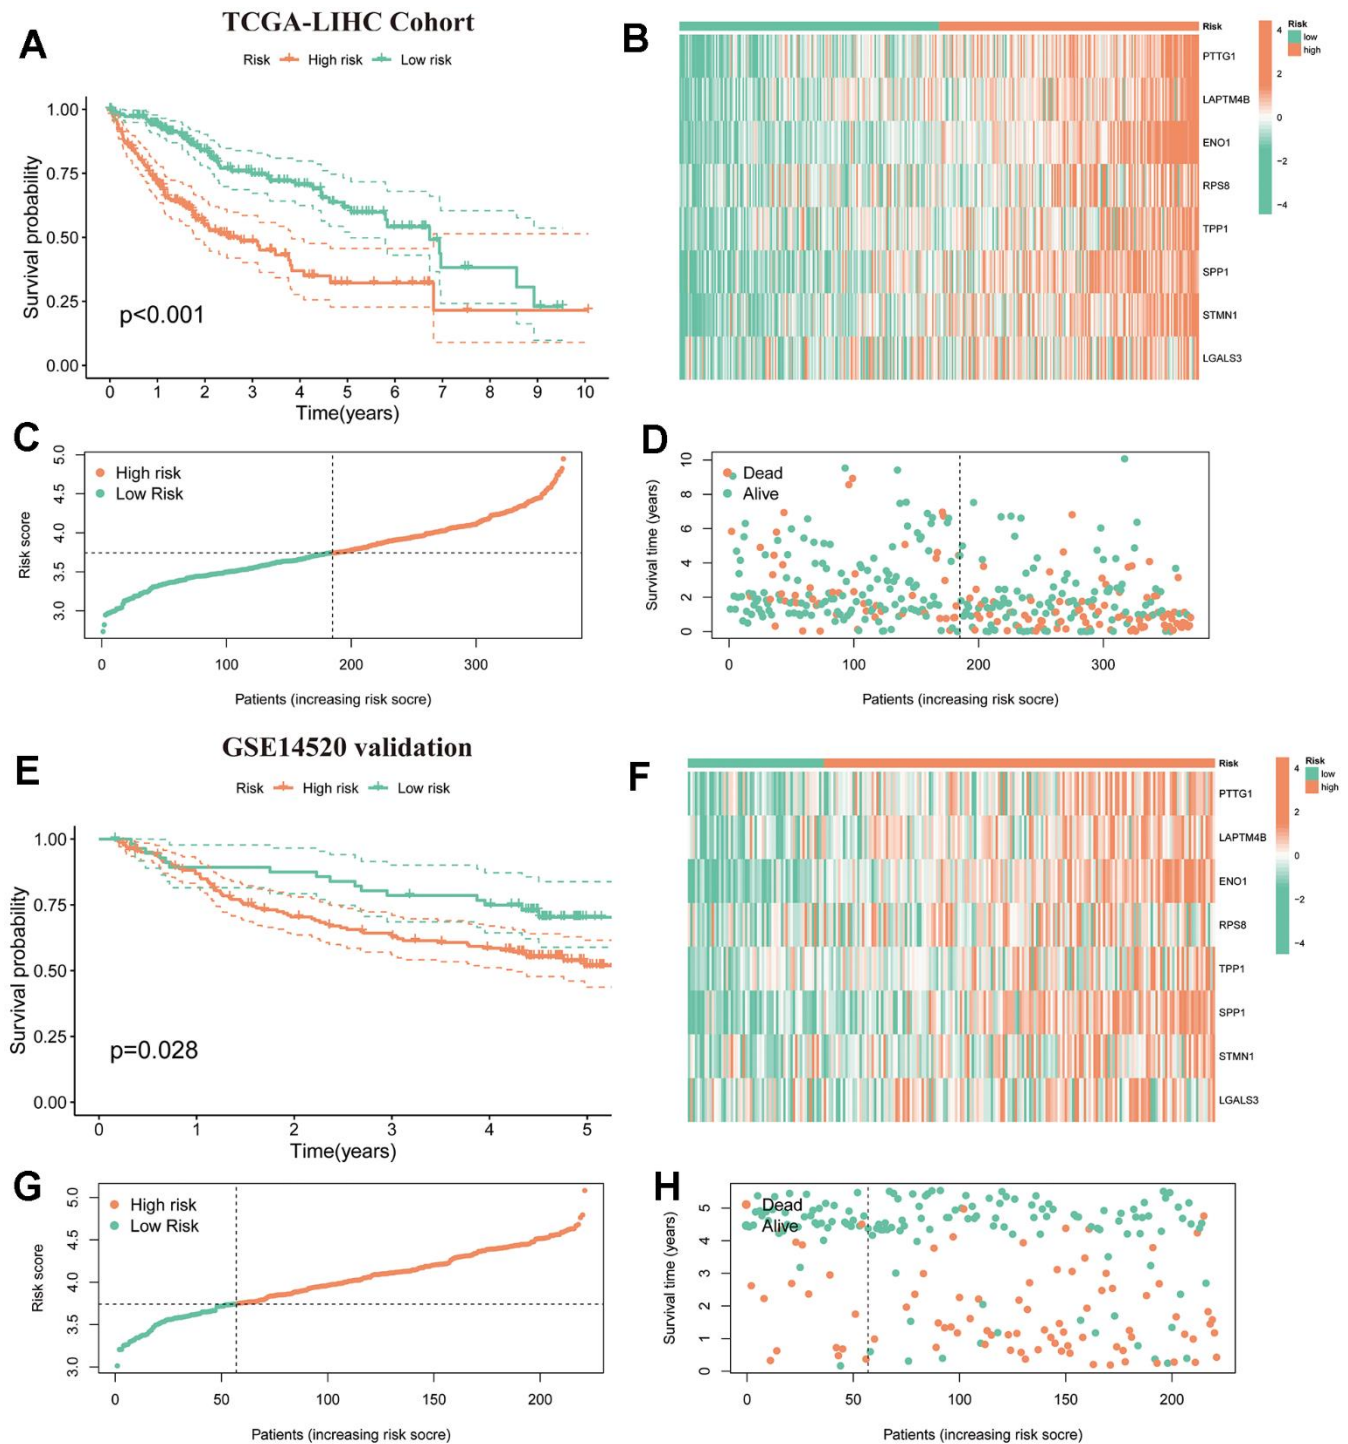 TCGA-LIHC Cohort
A
Risk High risk Low risk
1.00
0.75
0.50
0.25
0.00
Survival probability
p<0.001
0 1 2 3 4 5 6 7 8 9 10
Time(years)
B
Risk
PTTG1
LAPTM4B
ENO1
RPS8
TPP1
SPP1
STMN1
LGALS3
4
2
0
−2
−4
Risk
low
high
C
High risk
Low Risk
5.0
4.5
4.0
3.5
3.0
Risk score
0 100 200 300
Patients (increasing risk socre)
D
Dead
Alive
10
8
6
4
2
0
Survival time (years)
0 100 200 300
Patients (increasing risk socre)
GSE14520 validation
E
Risk High risk Low risk
1.00
0.75
0.50
0.25
0.00
Survival probability
p=0.028
0 1 2 3 4 5
Time(years)
F
Risk
PTTG1
LAPTM4B
ENO1
RPS8
TPP1
SPP1
STMN1
LGALS3
4
2
0
−2
−4
Risk
low
high
G
High risk
Low Risk
5.0
4.5
4.0
3.5
3.0
Risk score
0 50 100 150 200
Patients (increasing risk socre)
H
Dead
Alive
5
4
3
2
1
0
Survival time (years)
0 50 100 150 200
Patients (increasing risk socre)